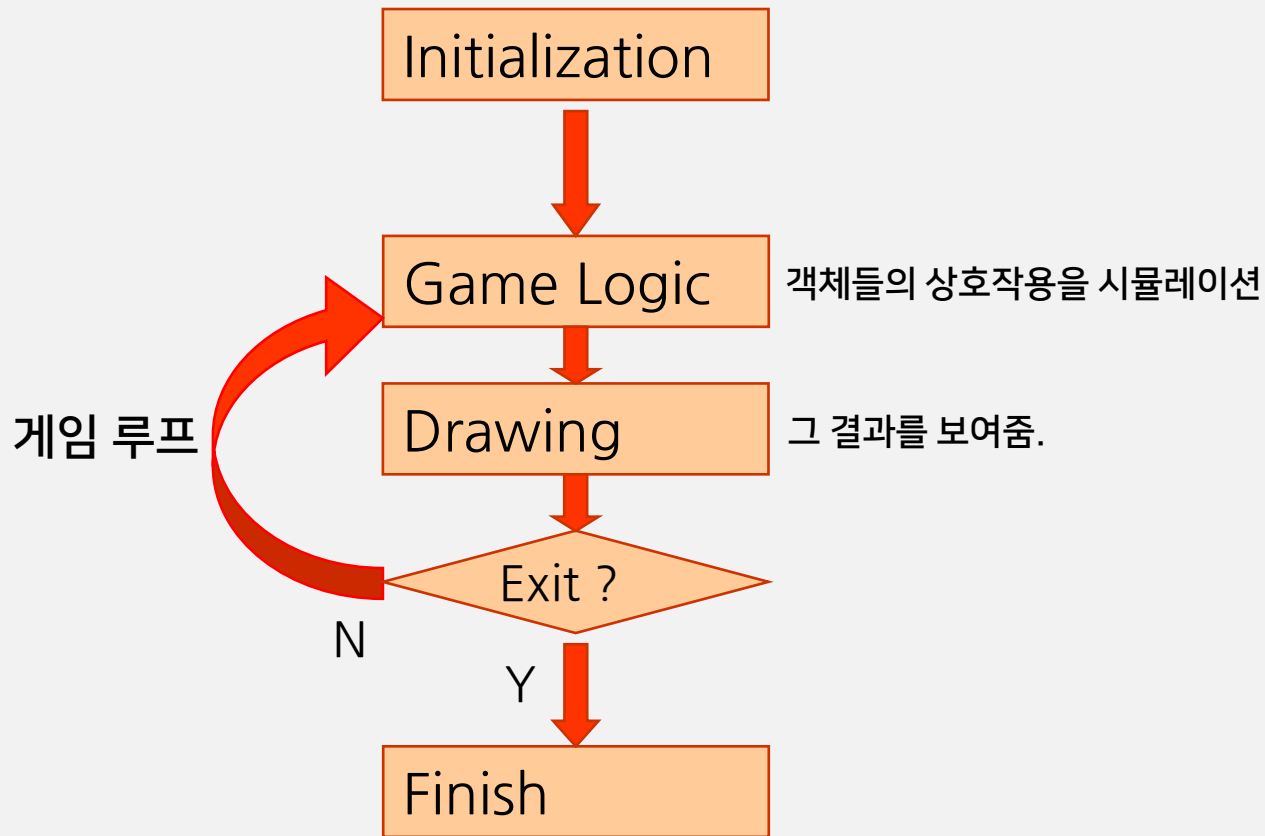 Initialization
Game Logic
객체들의 상호작용을 시뮬레이션
게임 루프
Drawing
그 결과를 보여줌.
Exit ?
N
Y
Finish